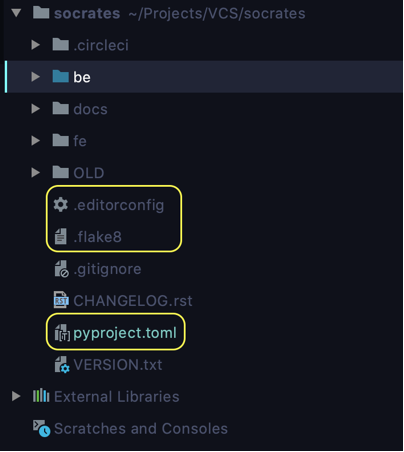 socrates ~/Projects/VCS/socrates
.circleci
be
docs
fe
OLD
.editorconfig
.flake8
.gitignore
RST CHANGELOG.rst
[T] pyproject.toml
VERSION.txt
External Libraries
Scratches and Consoles